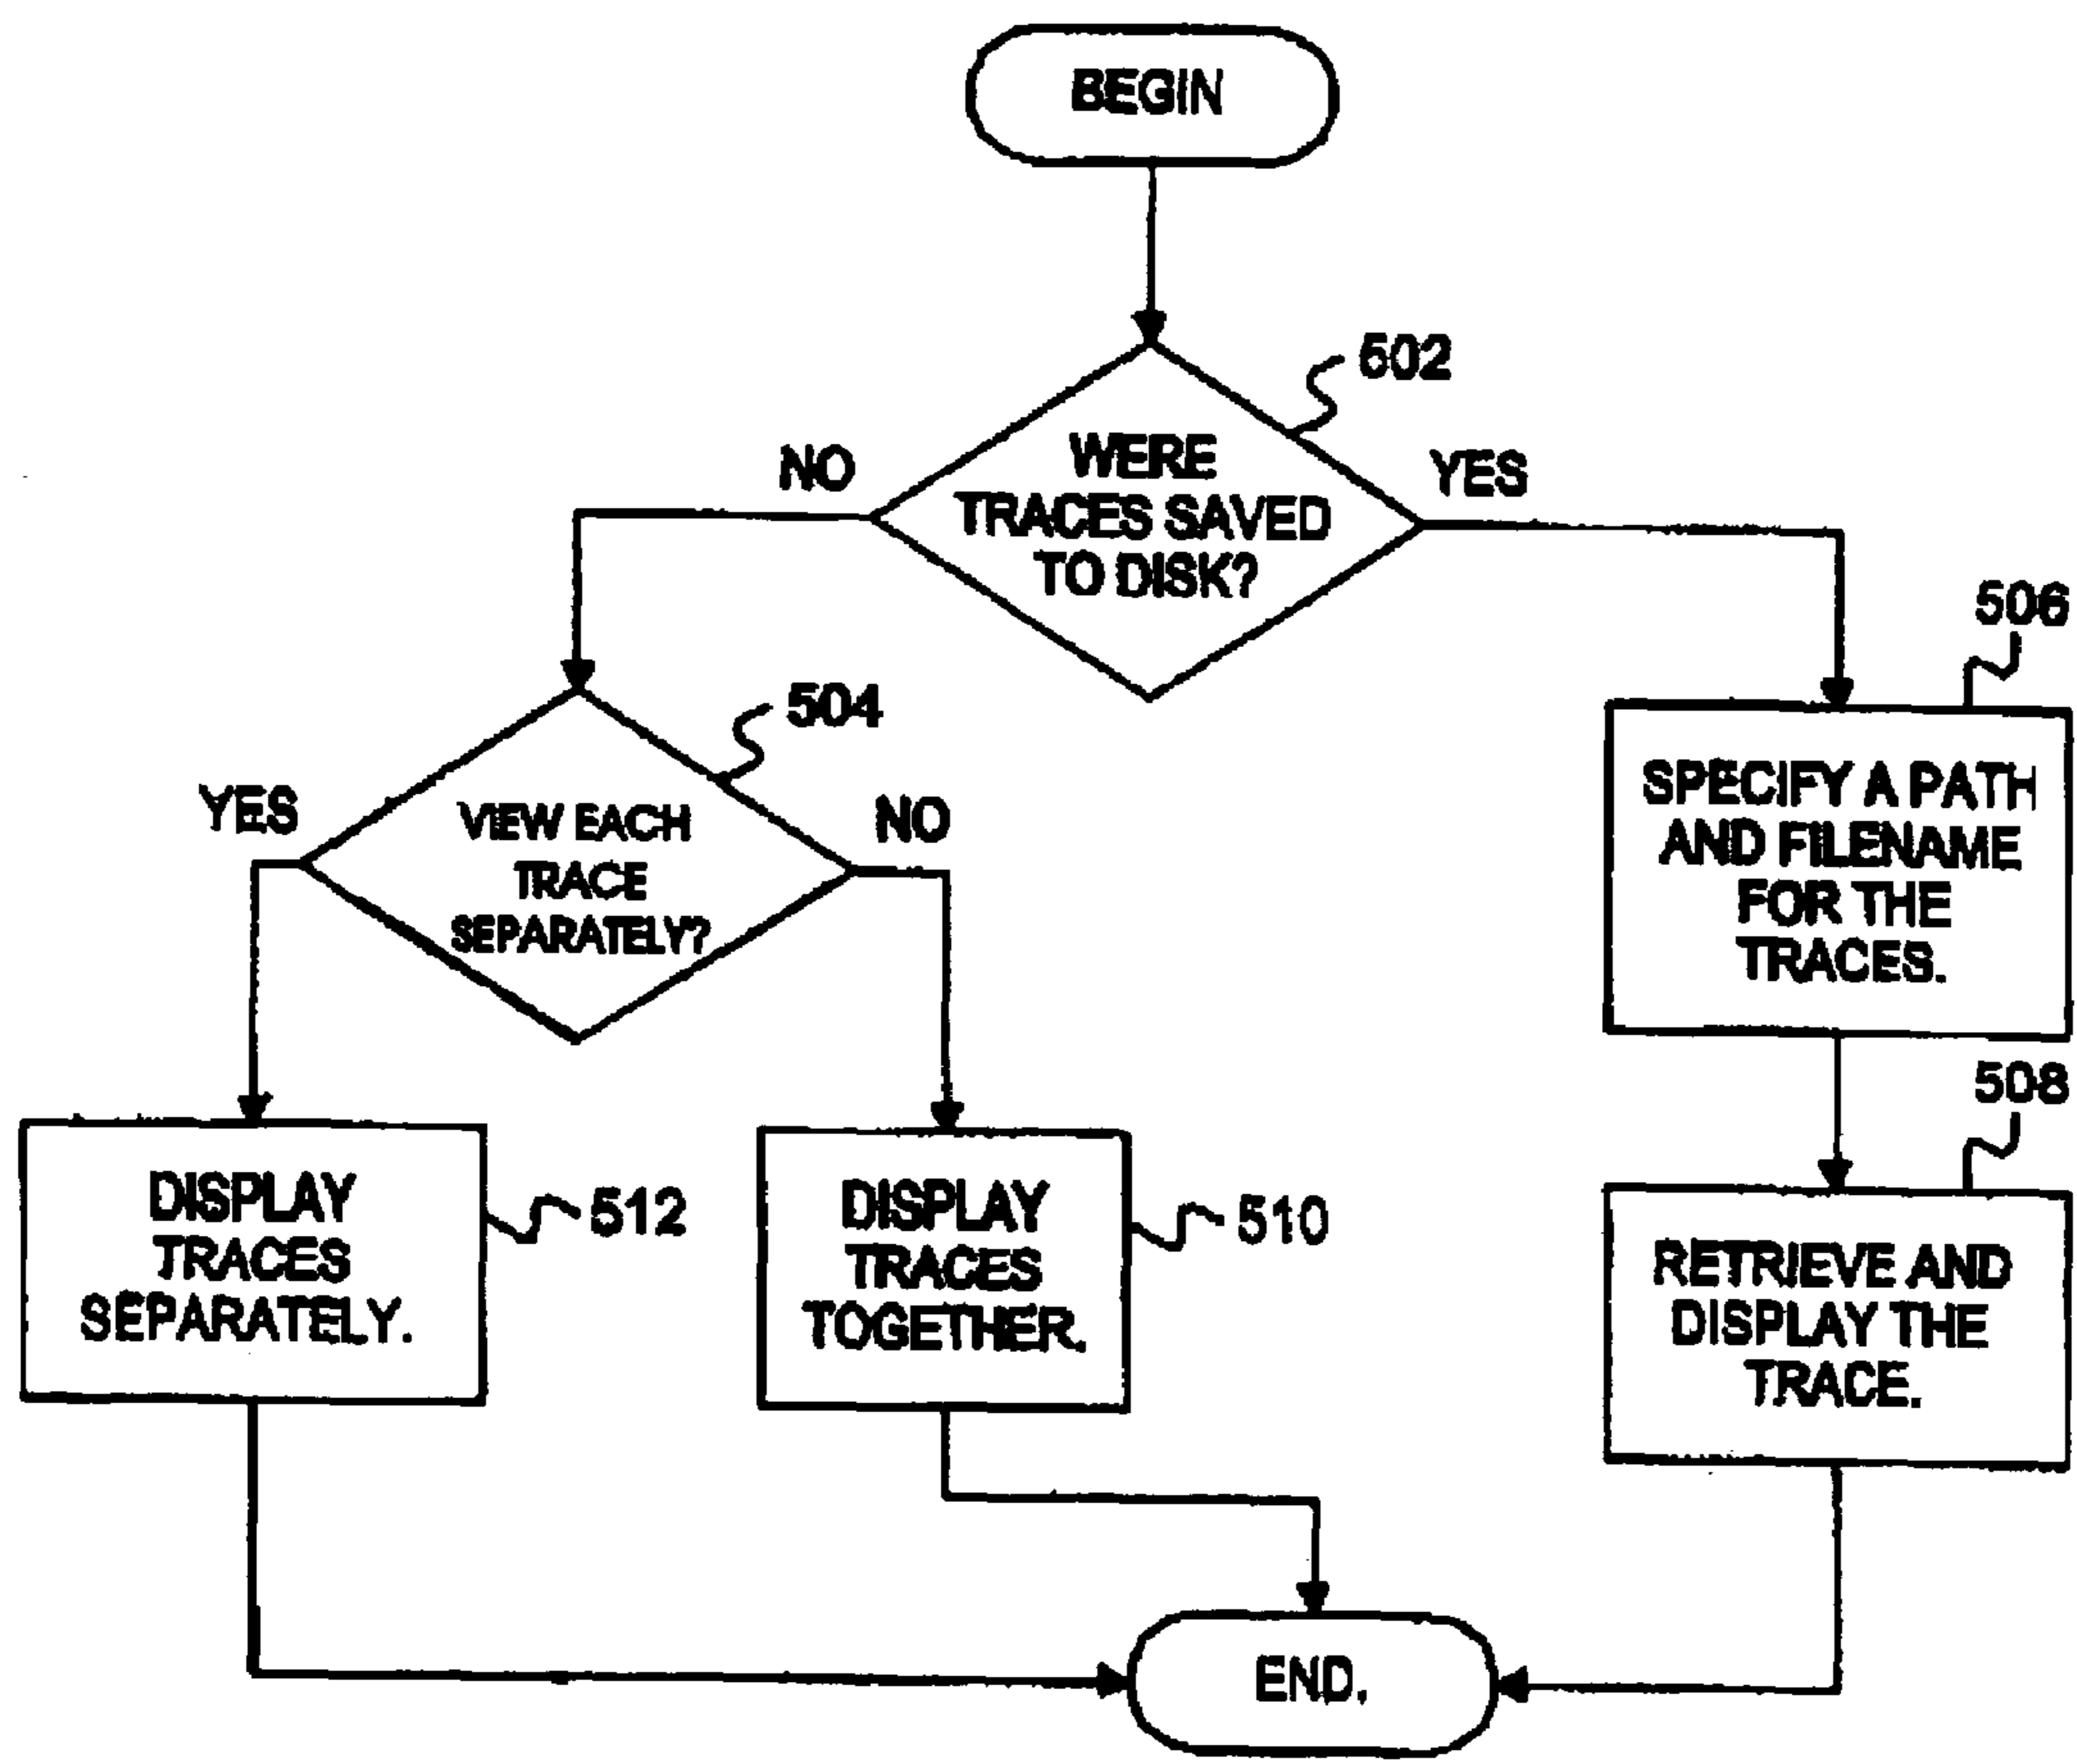 BEGIN
502
WERE
TRACES SAVED
TO DISK?
NO
YES
506
504
VIEW EACH
TRACE
SEPARATELY?
YES
NO
SPECIFY A PATH
AND FILENAME
FOR THE
TRACES.
508
DISPLAY
TRACES
SEPARATELY.
512
DISPLAY
TRACES
TOGETHER.
510
RETRIEVE AND
DISPLAY THE
TRACE.
END.